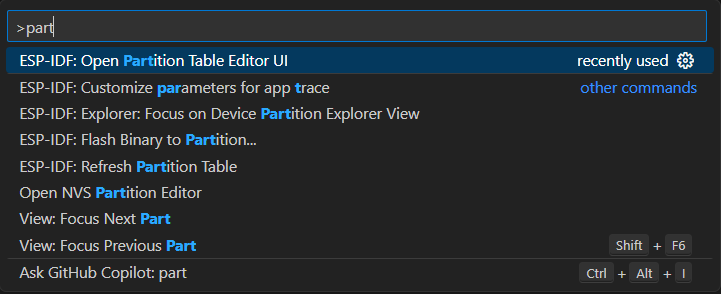 >part
ESP-IDF: Open Partition Table Editor UI recently used
ESP-IDF: Customize parameters for app trace other commands
ESP-IDF: Explorer: Focus on Device Partition Explorer View
ESP-IDF: Flash Binary to Partition...
ESP-IDF: Refresh Partition Table
Open NVS Partition Editor
View: Focus Next Part
View: Focus Previous Part Shift + F6
Ask GitHub Copilot: part Ctrl + Alt + I